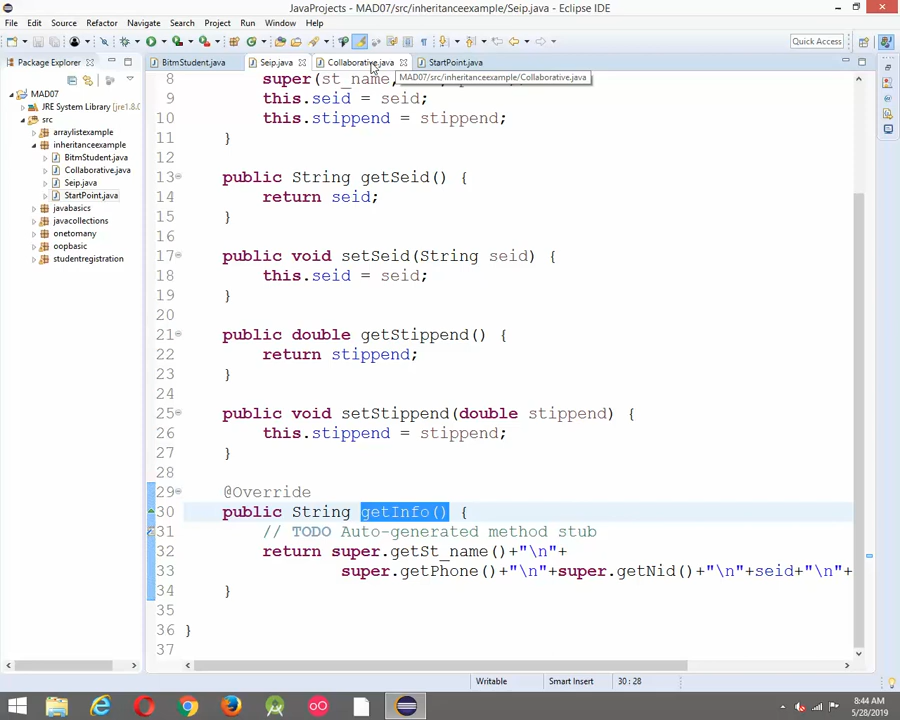 JavaProjects - MAD07/src/inheritanceexample/Seip.java - Eclipse IDE
File Edit Source Refactor Navigate Search Project Run Window Help
Quick Access
Package Explorer
BitmStudent.java Seip.java Collaborative.java StartPoint.java
MAD07/src/inheritanceexample/Collaborative.java
MAD07
JRE System Library [jre1.8.0
src
arraylistexample
inheritanceexample
BitmStudent.java
Collaborative.java
Seip.java
StartPoint.java
javabasics
javacollections
onetomany
oopbasic
studentregistration
8 super(st_name,
9 this.seid = seid;
10 this.stippend = stippend;
11 }
12
13 public String getSeid() {
14 return seid;
15 }
16
17 public void setSeid(String seid) {
18 this.seid = seid;
19 }
20
21 public double getStippend() {
22 return stippend;
23 }
24
25 public void setStippend(double stippend) {
26 this.stippend = stippend;
27 }
28
29 @Override
30 public String getInfo() {
31 // TODO Auto-generated method stub
32 return super.getSt_name()+"\n"+
33 super.getPhone()+"\n"+super.getNid()+"\n"+seid+"\n"+
34 }
35
36 }
37
Writable Smart Insert 30 : 28
8:44 AM
5/28/2019